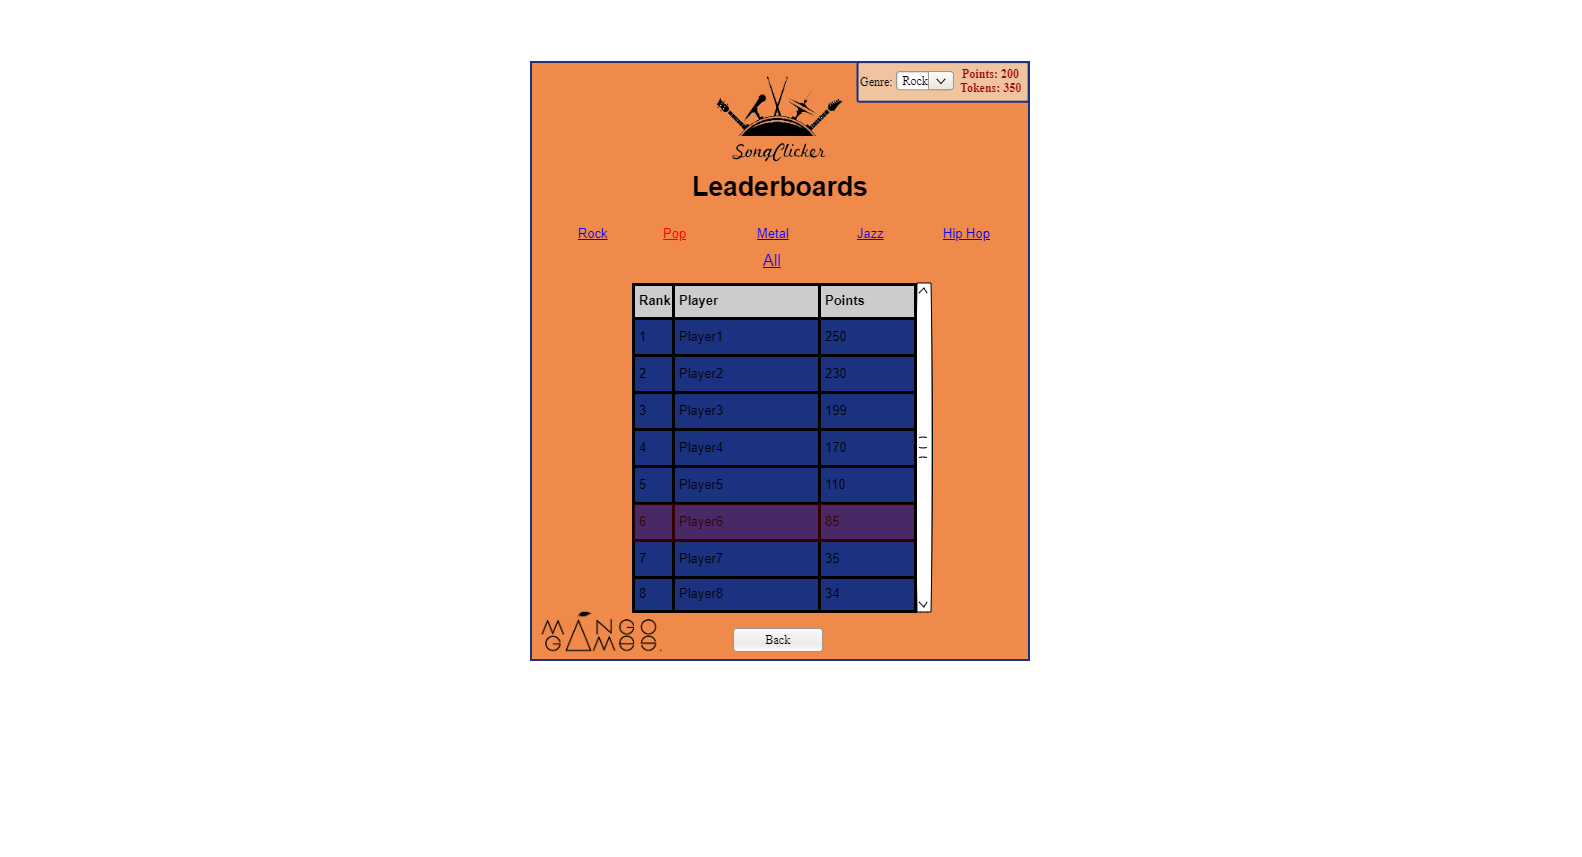 Genre: Rock
Points: 200
Tokens: 350
SongClicker
Leaderboards
Rock Pop Metal Jazz Hip Hop
All
Rank Player Points
1 Player1 250
2 Player2 230
3 Player3 199
4 Player4 170
5 Player5 110
6 Player6 85
7 Player7 35
8 Player8 34
MANGO
GAMES.
Back